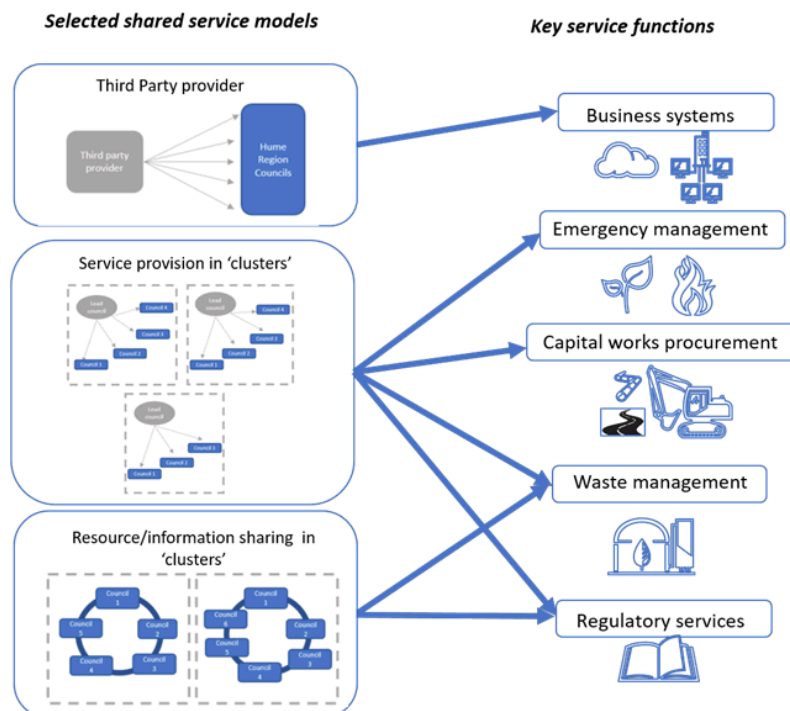 Selected shared service models
Key service functions
Third Party provider
Third party
provider
Hume
Region
Councils
Service provision in ‘clusters’
Lead
council
Council 4
Council 3
Council 2
Council 1
Lead
council
Council 4
Council 3
Council 2
Council 1
Lead
council
Council 3
Council 2
Council 1
Resource/information sharing in
‘clusters’
Council
1
Council
5
Council
2
Council
4
Council
3
Council
1
Council
6
Council
2
Council
5
Council
3
Council
4
Business systems
Emergency management
Capital works procurement
Waste management
Regulatory services